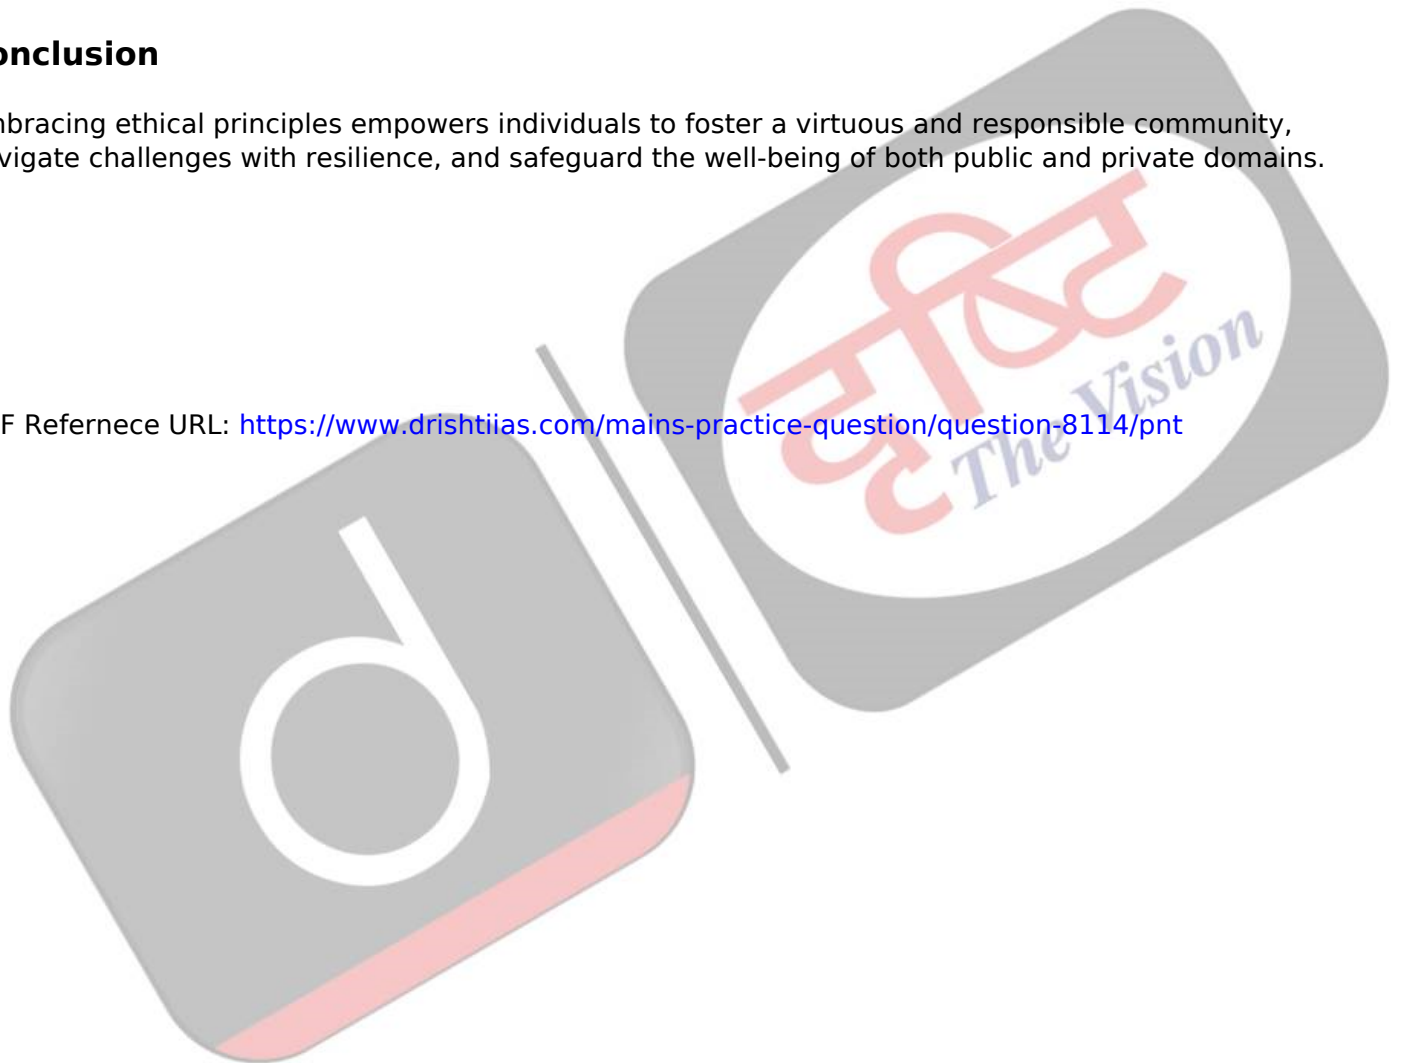 onclusion
nbracing ethical principles empowers individuals to foster a virtuous and responsible community,
vigate challenges with resilience, and safeguard the well-being of both public and private domains.
F Refernece URL: https://www.drishtiias.com/mains-practice-question/question-8114/pnt
दृष्टि
The Vision
d